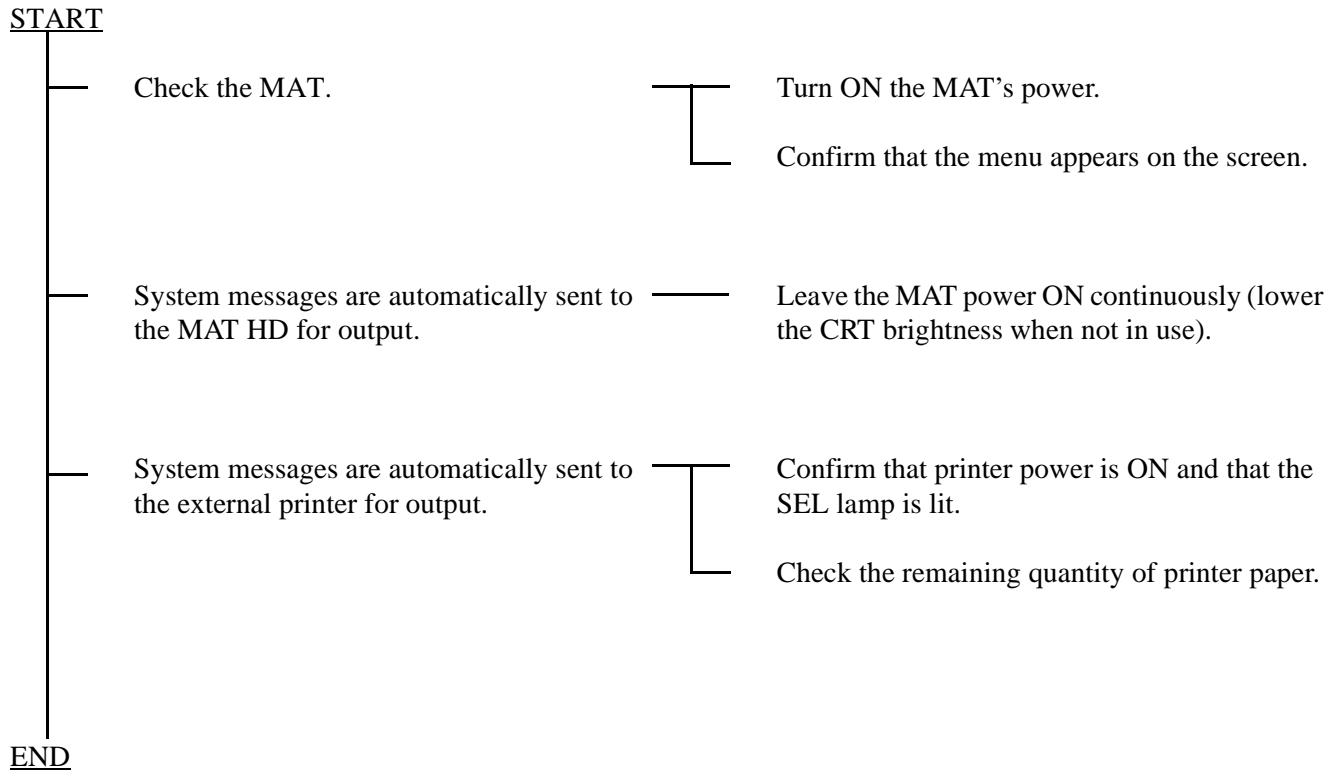 START
Check the MAT.
Turn ON the MAT’s power.
Confirm that the menu appears on the screen.
System messages are automatically sent to
the MAT HD for output.
Leave the MAT power ON continuously (lower
the CRT brightness when not in use).
System messages are automatically sent to
the external printer for output.
Confirm that printer power is ON and that the
SEL lamp is lit.
Check the remaining quantity of printer paper.
END